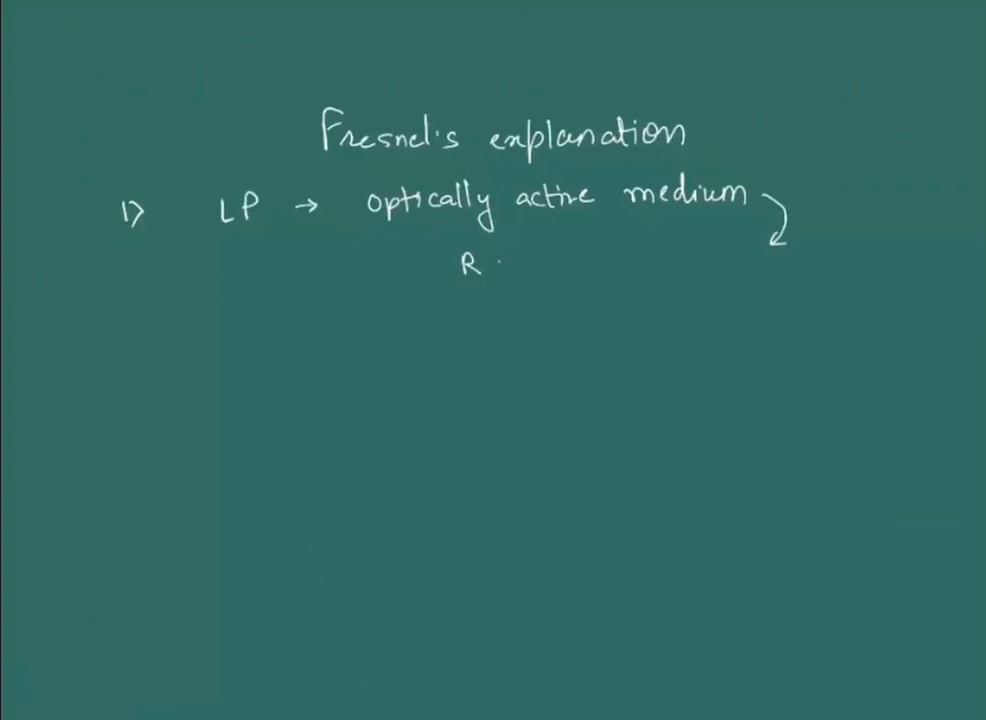 Fresnel's explanation
1> LP → optically active medium
R .